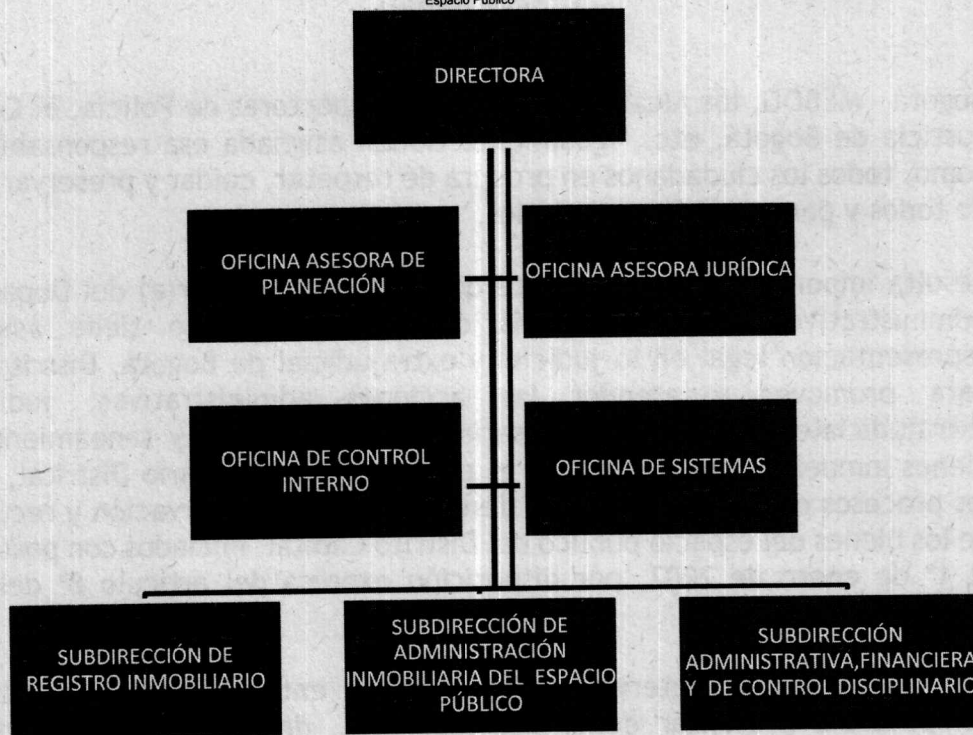 Espacio Público
DIRECTORA
OFICINA ASESORA DE
PLANEACIÓN
OFICINA ASESORA JURÍDICA
OFICINA DE CONTROL
INTERNO
OFICINA DE SISTEMAS
SUBDIRECCIÓN DE
REGISTRO INMOBILIARIO
SUBDIRECCIÓN DE
ADMINISTRACIÓN
INMOBILIARIA DEL ESPACIO
PÚBLICO
SUBDIRECCIÓN
ADMINISTRATIVA,FINANCIERA
Y DE CONTROL DISCIPLINARIO